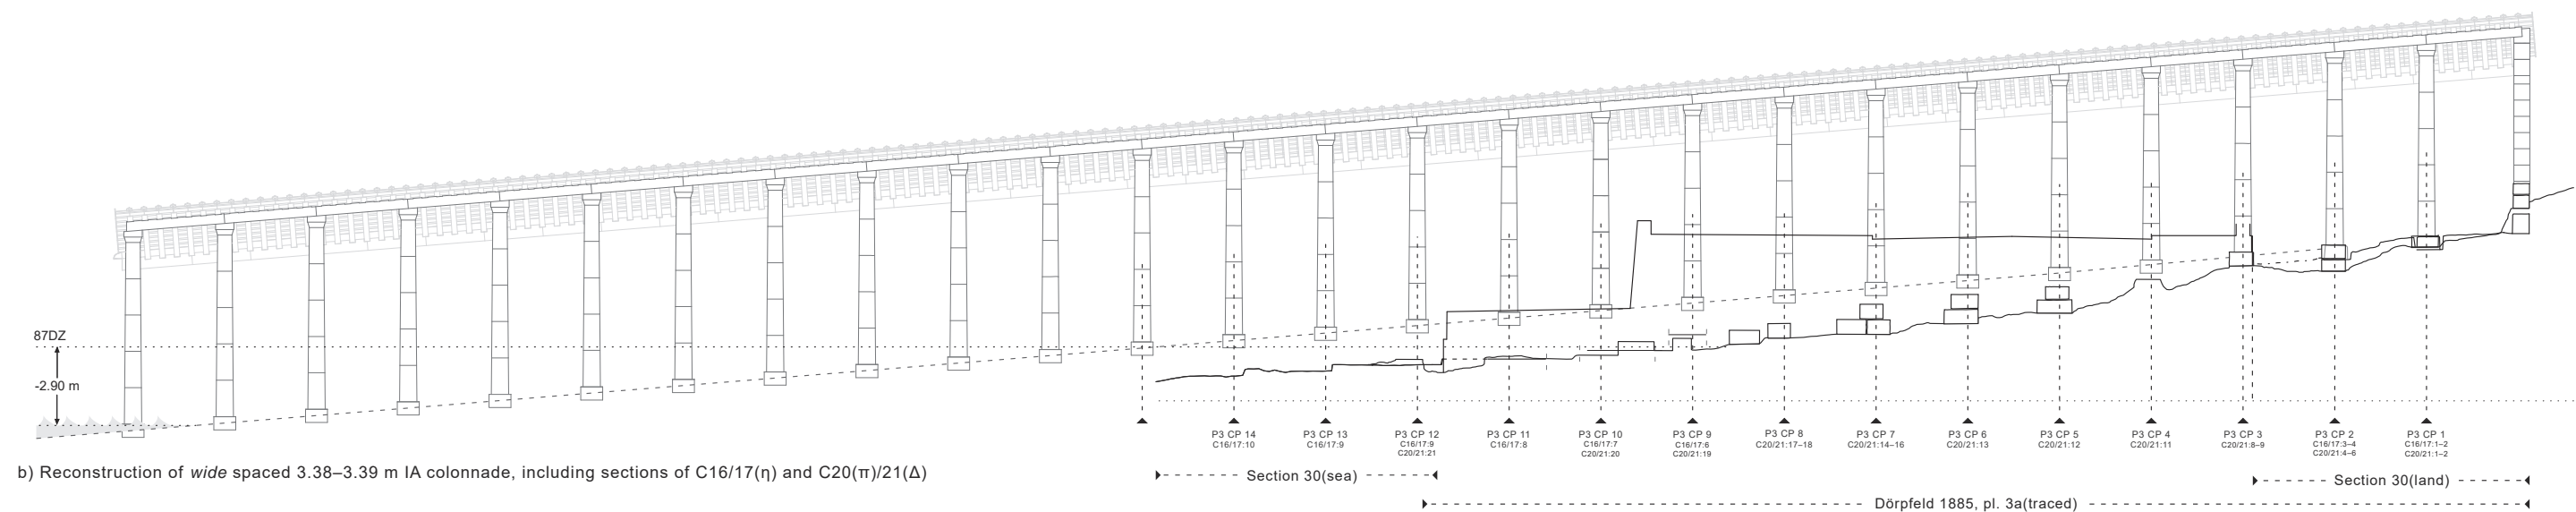 87DZ
-2.90 m
P3 CP 14
C16/17:10
P3 CP 13
C16/17:9
P3 CP 12
C16/17:9
C20/21:21
P3 CP 11
C16/17:8
P3 CP 10
C16/17:7
C20/21:20
P3 CP 9
C16/17:6
C20/21:19
P3 CP 8
C20/21:17–18
P3 CP 7
C20/21:14–16
P3 CP 6
C20/21:13
P3 CP 5
C20/21:12
P3 CP 4
C20/21:11
P3 CP 3
C20/21:8–9
P3 CP 2
C16/17:3–4
C20/21:4–6
P3 CP 1
C16/17:1–2
C20/21:1–2
b) Reconstruction of wide spaced 3.38–3.39 m IA colonnade, including sections of C16/17(η) and C20(π)/21(Δ)
Section 30(sea)
Section 30(land)
Dörpfeld 1885, pl. 3a(traced)